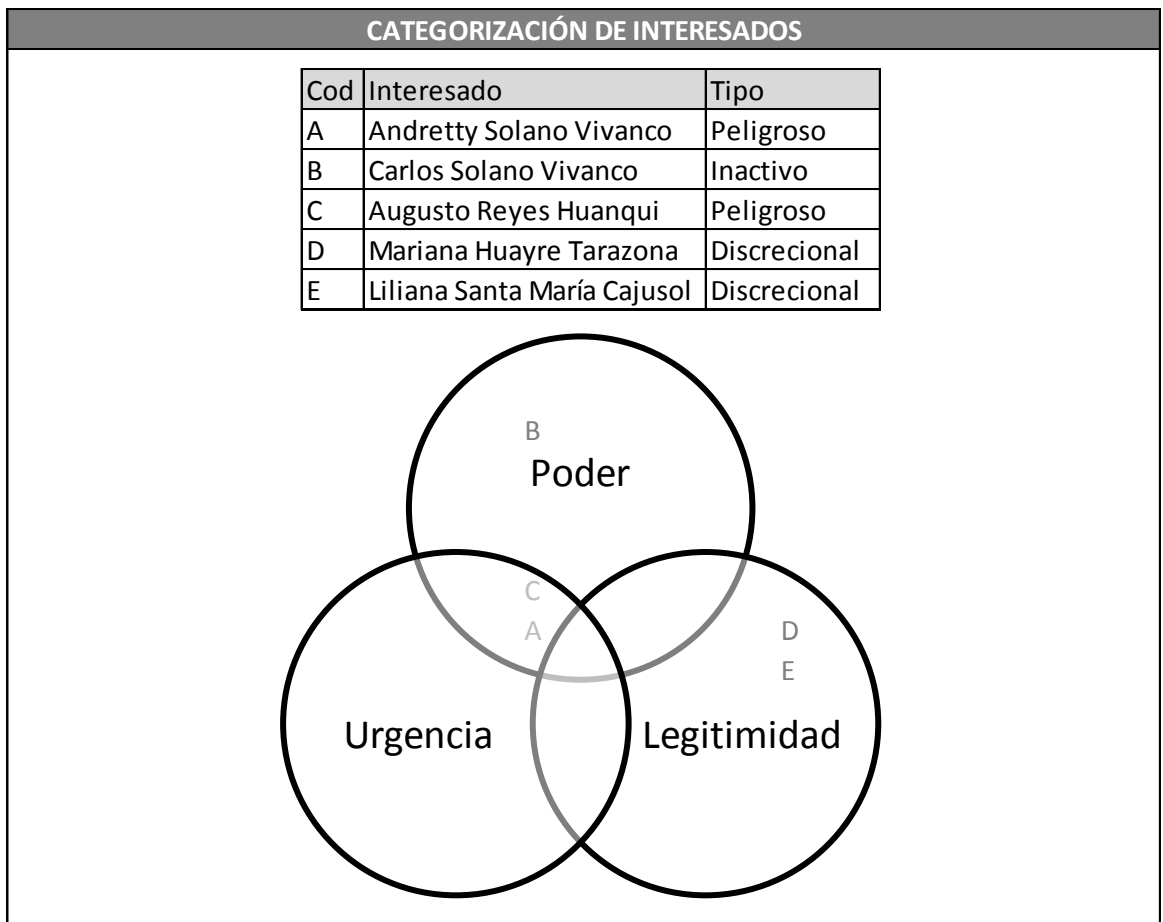 CATEGORIZACIÓN DE INTERESADOS
Cod Interesado Tipo
A Andretty Solano Vivanco Peligroso
B Carlos Solano Vivanco Inactivo
C Augusto Reyes Huanqui Peligroso
D Mariana Huayre Tarazona Discrecional
E Liliana Santa María Cajusol Discrecional
B
Poder
C
A
D
E
Urgencia
Legitimidad